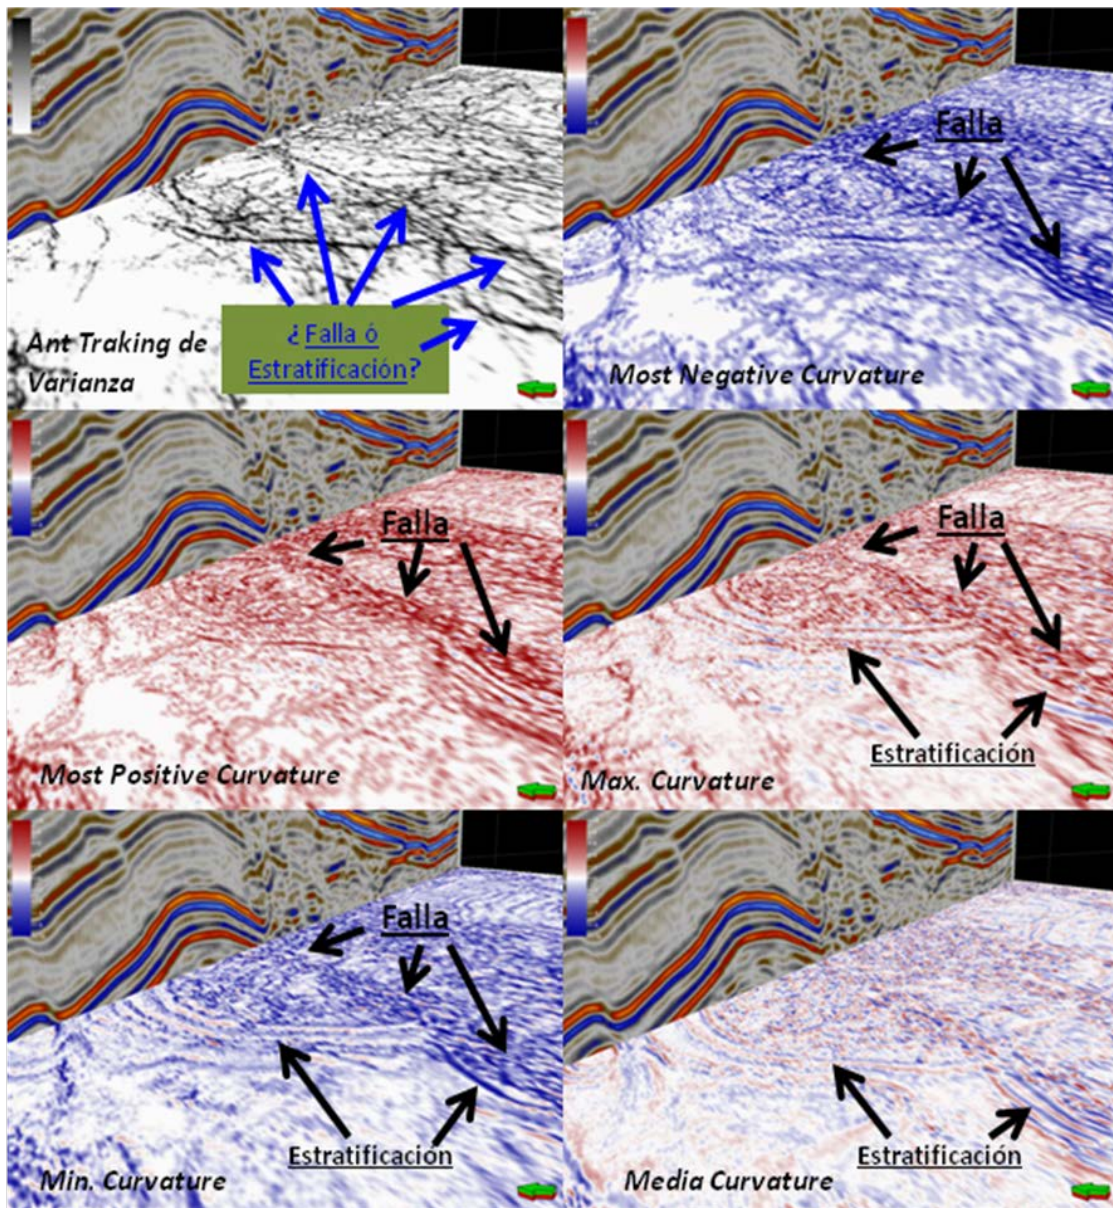 ¿ Falla ó
Estratificación?
Ant Traking de
Varianza
Falla
Most Negative Curvature
Falla
Most Positive Curvature
Falla
Estratificación
Max. Curvature
Falla
Estratificación
Min. Curvature
Estratificación
Media Curvature